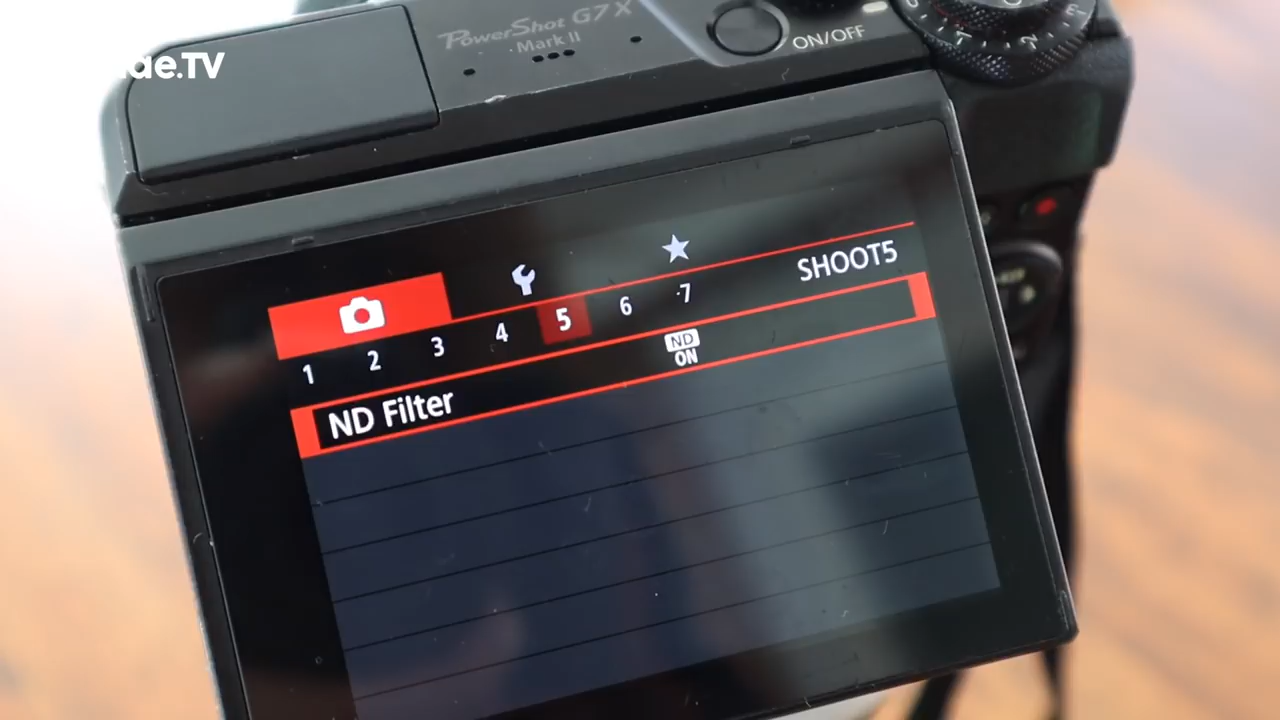 de.TV
PowerShot G7 X
Mark II
ON/OFF
SHOOT5
1 2 3 4 5 6 7
ND
ON
ND Filter